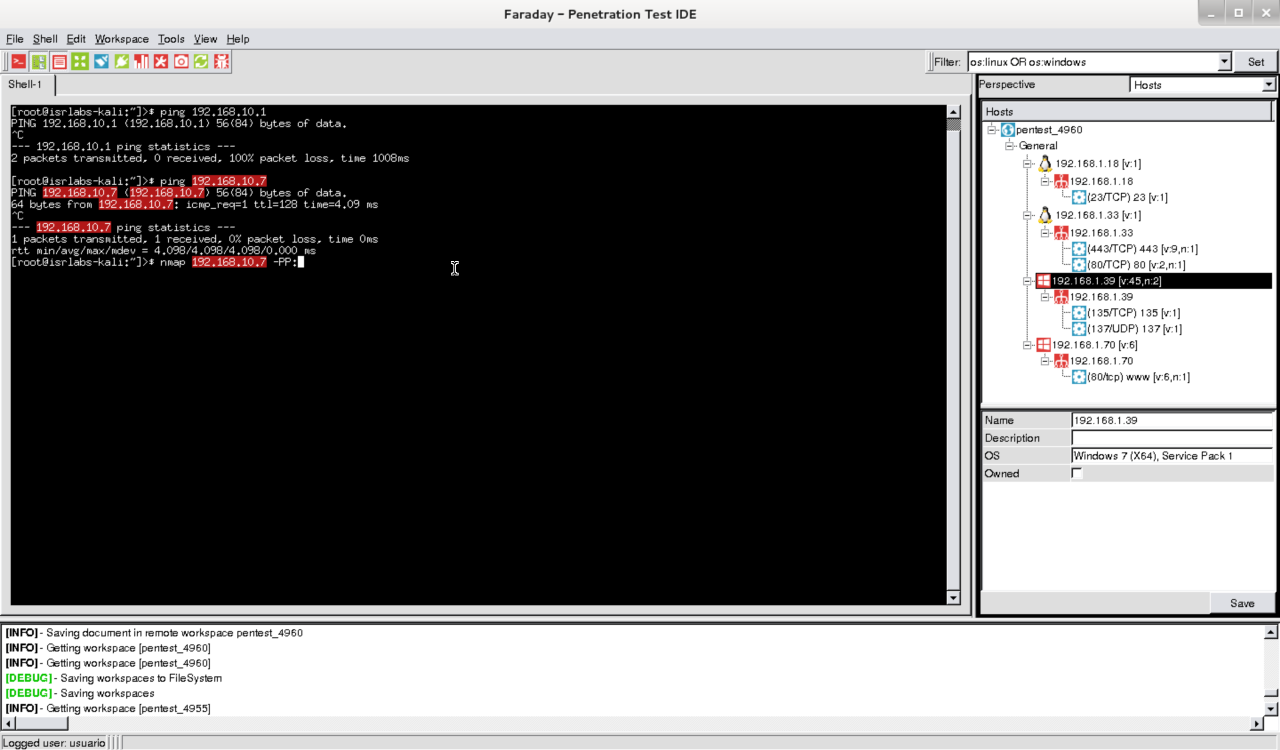 Faraday – Penetration Test IDE
File Shell Edit Workspace Tools View Help
Filter: os:linux OR os:windows Set
Shell-1
[root@isrlabs-kali:~]># ping 192.168.10.1
PING 192.168.10.1 (192.168.10.1) 56(84) bytes of data.
^C
--- 192.168.10.1 ping statistics ---
2 packets transmitted, 0 received, 100% packet loss, time 1008ms
[root@isrlabs-kali:~]># ping 192.168.10.7
PING 192.168.10.7 (192.168.10.7) 56(84) bytes of data.
64 bytes from 192.168.10.7: icmp_req=1 ttl=128 time=4.09 ms
^C
--- 192.168.10.7 ping statistics ---
1 packets transmitted, 1 received, 0% packet loss, time 0ms
rtt min/avg/max/mdev = 4.098/4.098/4.098/0.000 ms
[root@isrlabs-kali:~]># nmap 192.168.10.7 -PP:
Perspective Hosts
Hosts
pentest_4960
General
192.168.1.18 [v:1]
192.168.1.18
(23/TCP) 23 [v:1]
192.168.1.33 [v:1]
192.168.1.33
(443/TCP) 443 [v:9,n:1]
(80/TCP) 80 [v:2,n:1]
192.168.1.39 [v:45,n:2]
192.168.1.39
(135/TCP) 135 [v:1]
(137/UDP) 137 [v:1]
192.168.1.70 [v:6]
192.168.1.70
(80/tcp) www [v:6,n:1]
Name 192.168.1.39
Description
OS Windows 7 (X64), Service Pack 1
Owned
Save
[INFO] - Saving document in remote workspace pentest_4960
[INFO] - Getting workspace [pentest_4960]
[INFO] - Getting workspace [pentest_4960]
[DEBUG] - Saving workspaces to FileSystem
[DEBUG] - Saving workspaces
[INFO] - Getting workspace [pentest_4955]
Logged user: usuario